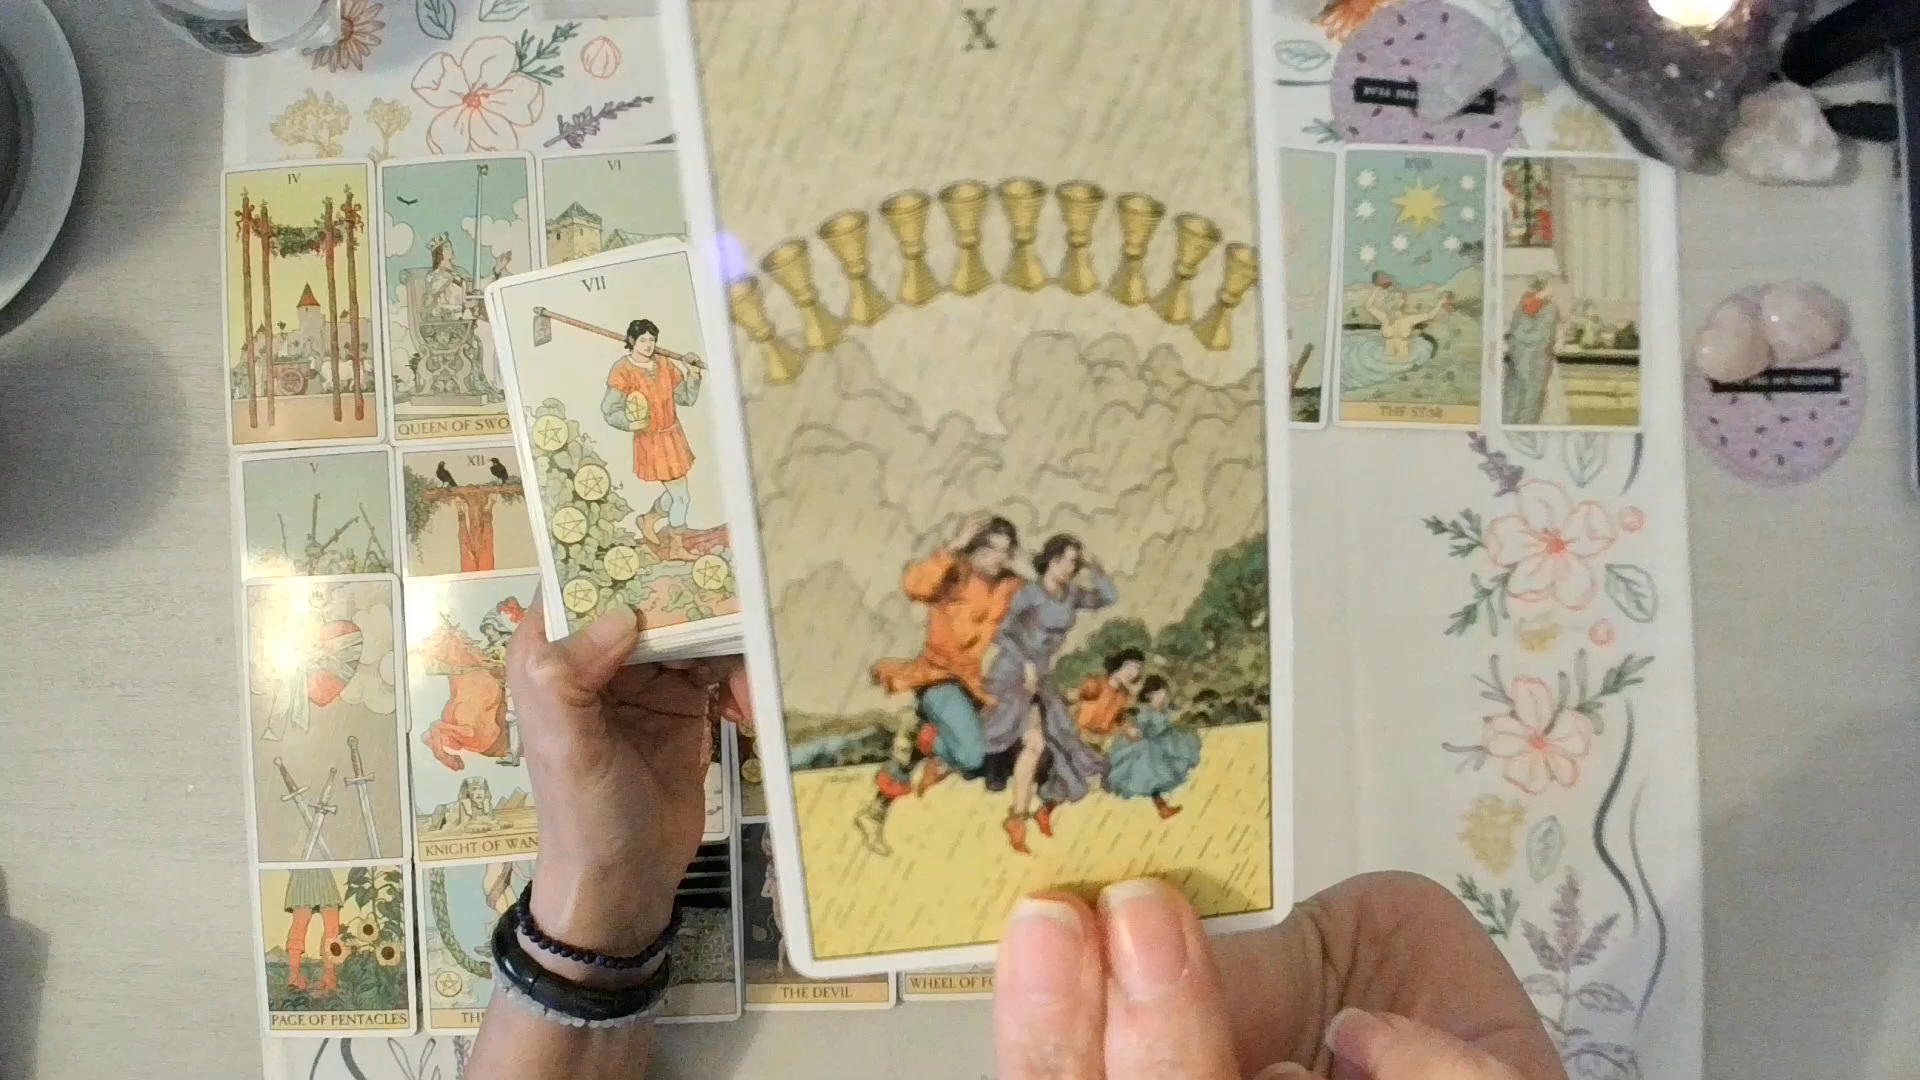 X
IV
VI
VII
QUEEN OF SWO
THE STAR
V
XII
KNIGHT OF WAN
PAGE OF PENTACLES
TH
THE DEVIL
WHEEL OF FO